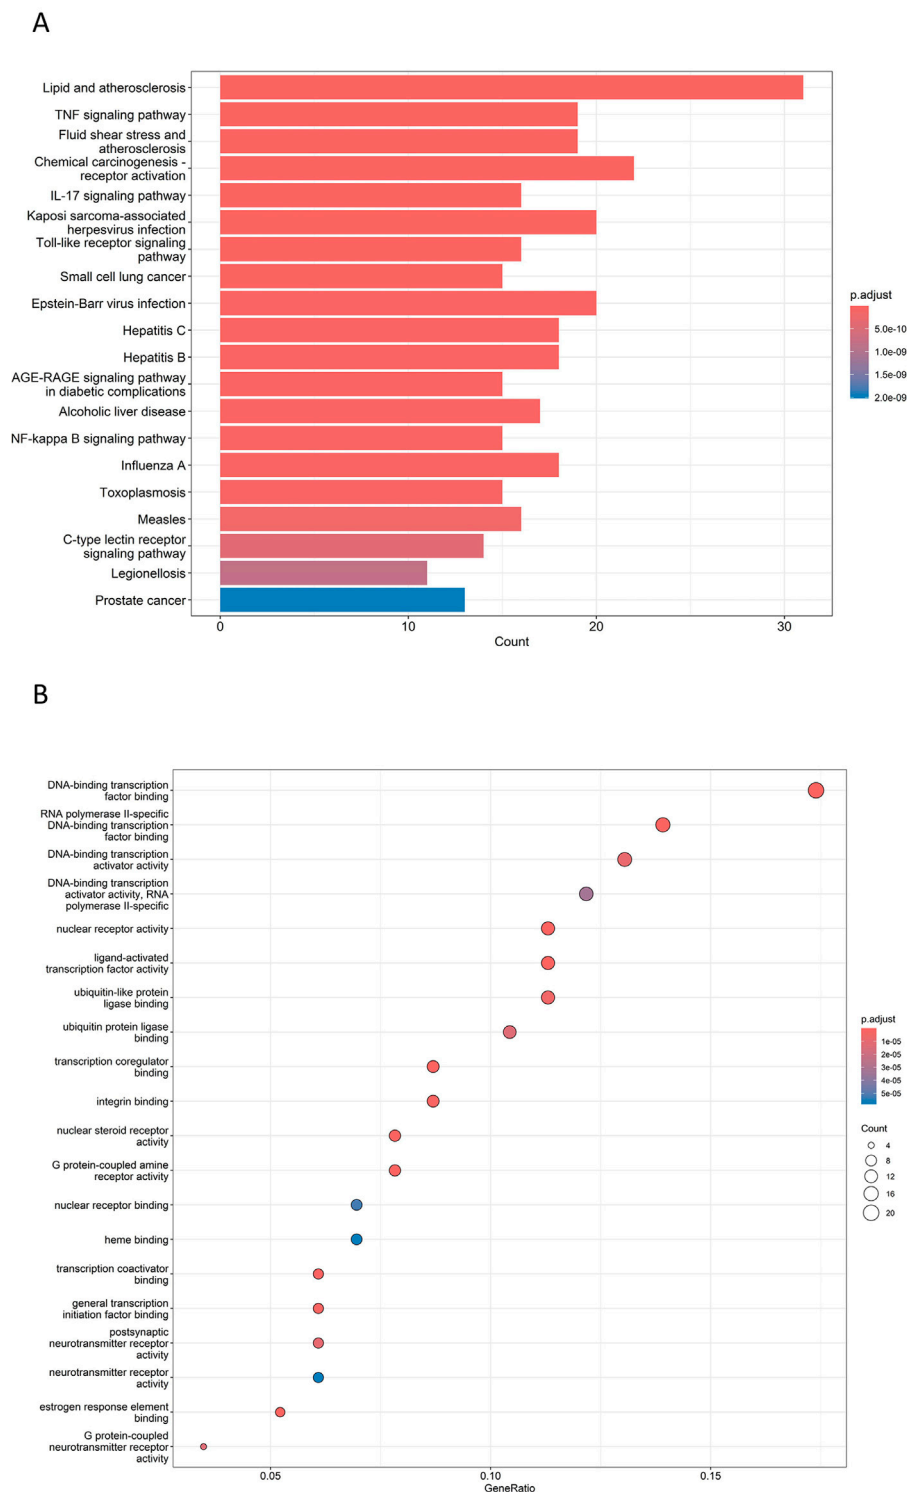 A
Lipid and atherosclerosis
TNF signaling pathway
Fluid shear stress and
atherosclerosis
Chemical carcinogenesis -
receptor activation
IL-17 signaling pathway
Kaposi sarcoma-associated
herpesvirus infection
Toll-like receptor signaling
pathway
Small cell lung cancer
Epstein-Barr virus infection
Hepatitis C
Hepatitis B
AGE-RAGE signaling pathway
in diabetic complications
Alcoholic liver disease
NF-kappa B signaling pathway
Influenza A
Toxoplasmosis
Measles
C-type lectin receptor
signaling pathway
Legionellosis
Prostate cancer
0 10 20 30
Count
p.adjust
5.0e-10
1.0e-09
1.5e-09
2.0e-09
B
DNA-binding transcription
factor binding
RNA polymerase II-specific
DNA-binding transcription
factor binding
DNA-binding transcription
activator activity
DNA-binding transcription
activator activity, RNA
polymerase II-specific
nuclear receptor activity
ligand-activated
transcription factor activity
ubiquitin-like protein
ligase binding
ubiquitin protein ligase
binding
transcription coregulator
binding
integrin binding
nuclear steroid receptor
activity
G protein-coupled amine
receptor activity
nuclear receptor binding
heme binding
transcription coactivator
binding
general transcription
initiation factor binding
postsynaptic
neurotransmitter receptor
activity
neurotransmitter receptor
activity
estrogen response element
binding
G protein-coupled
neurotransmitter receptor
activity
0.05 0.10 0.15
GeneRatio
p.adjust
1e-05
2e-05
3e-05
4e-05
5e-05
Count
4
8
12
16
20